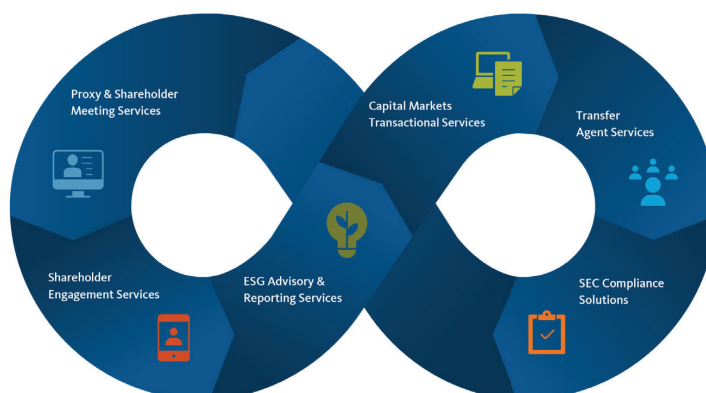 Proxy & Shareholder
Meeting Services
Capital Markets
Transactional Services
Transfer
Agent Services
Shareholder
Engagement Services
ESG Advisory &
Reporting Services
SEC Compliance
Solutions